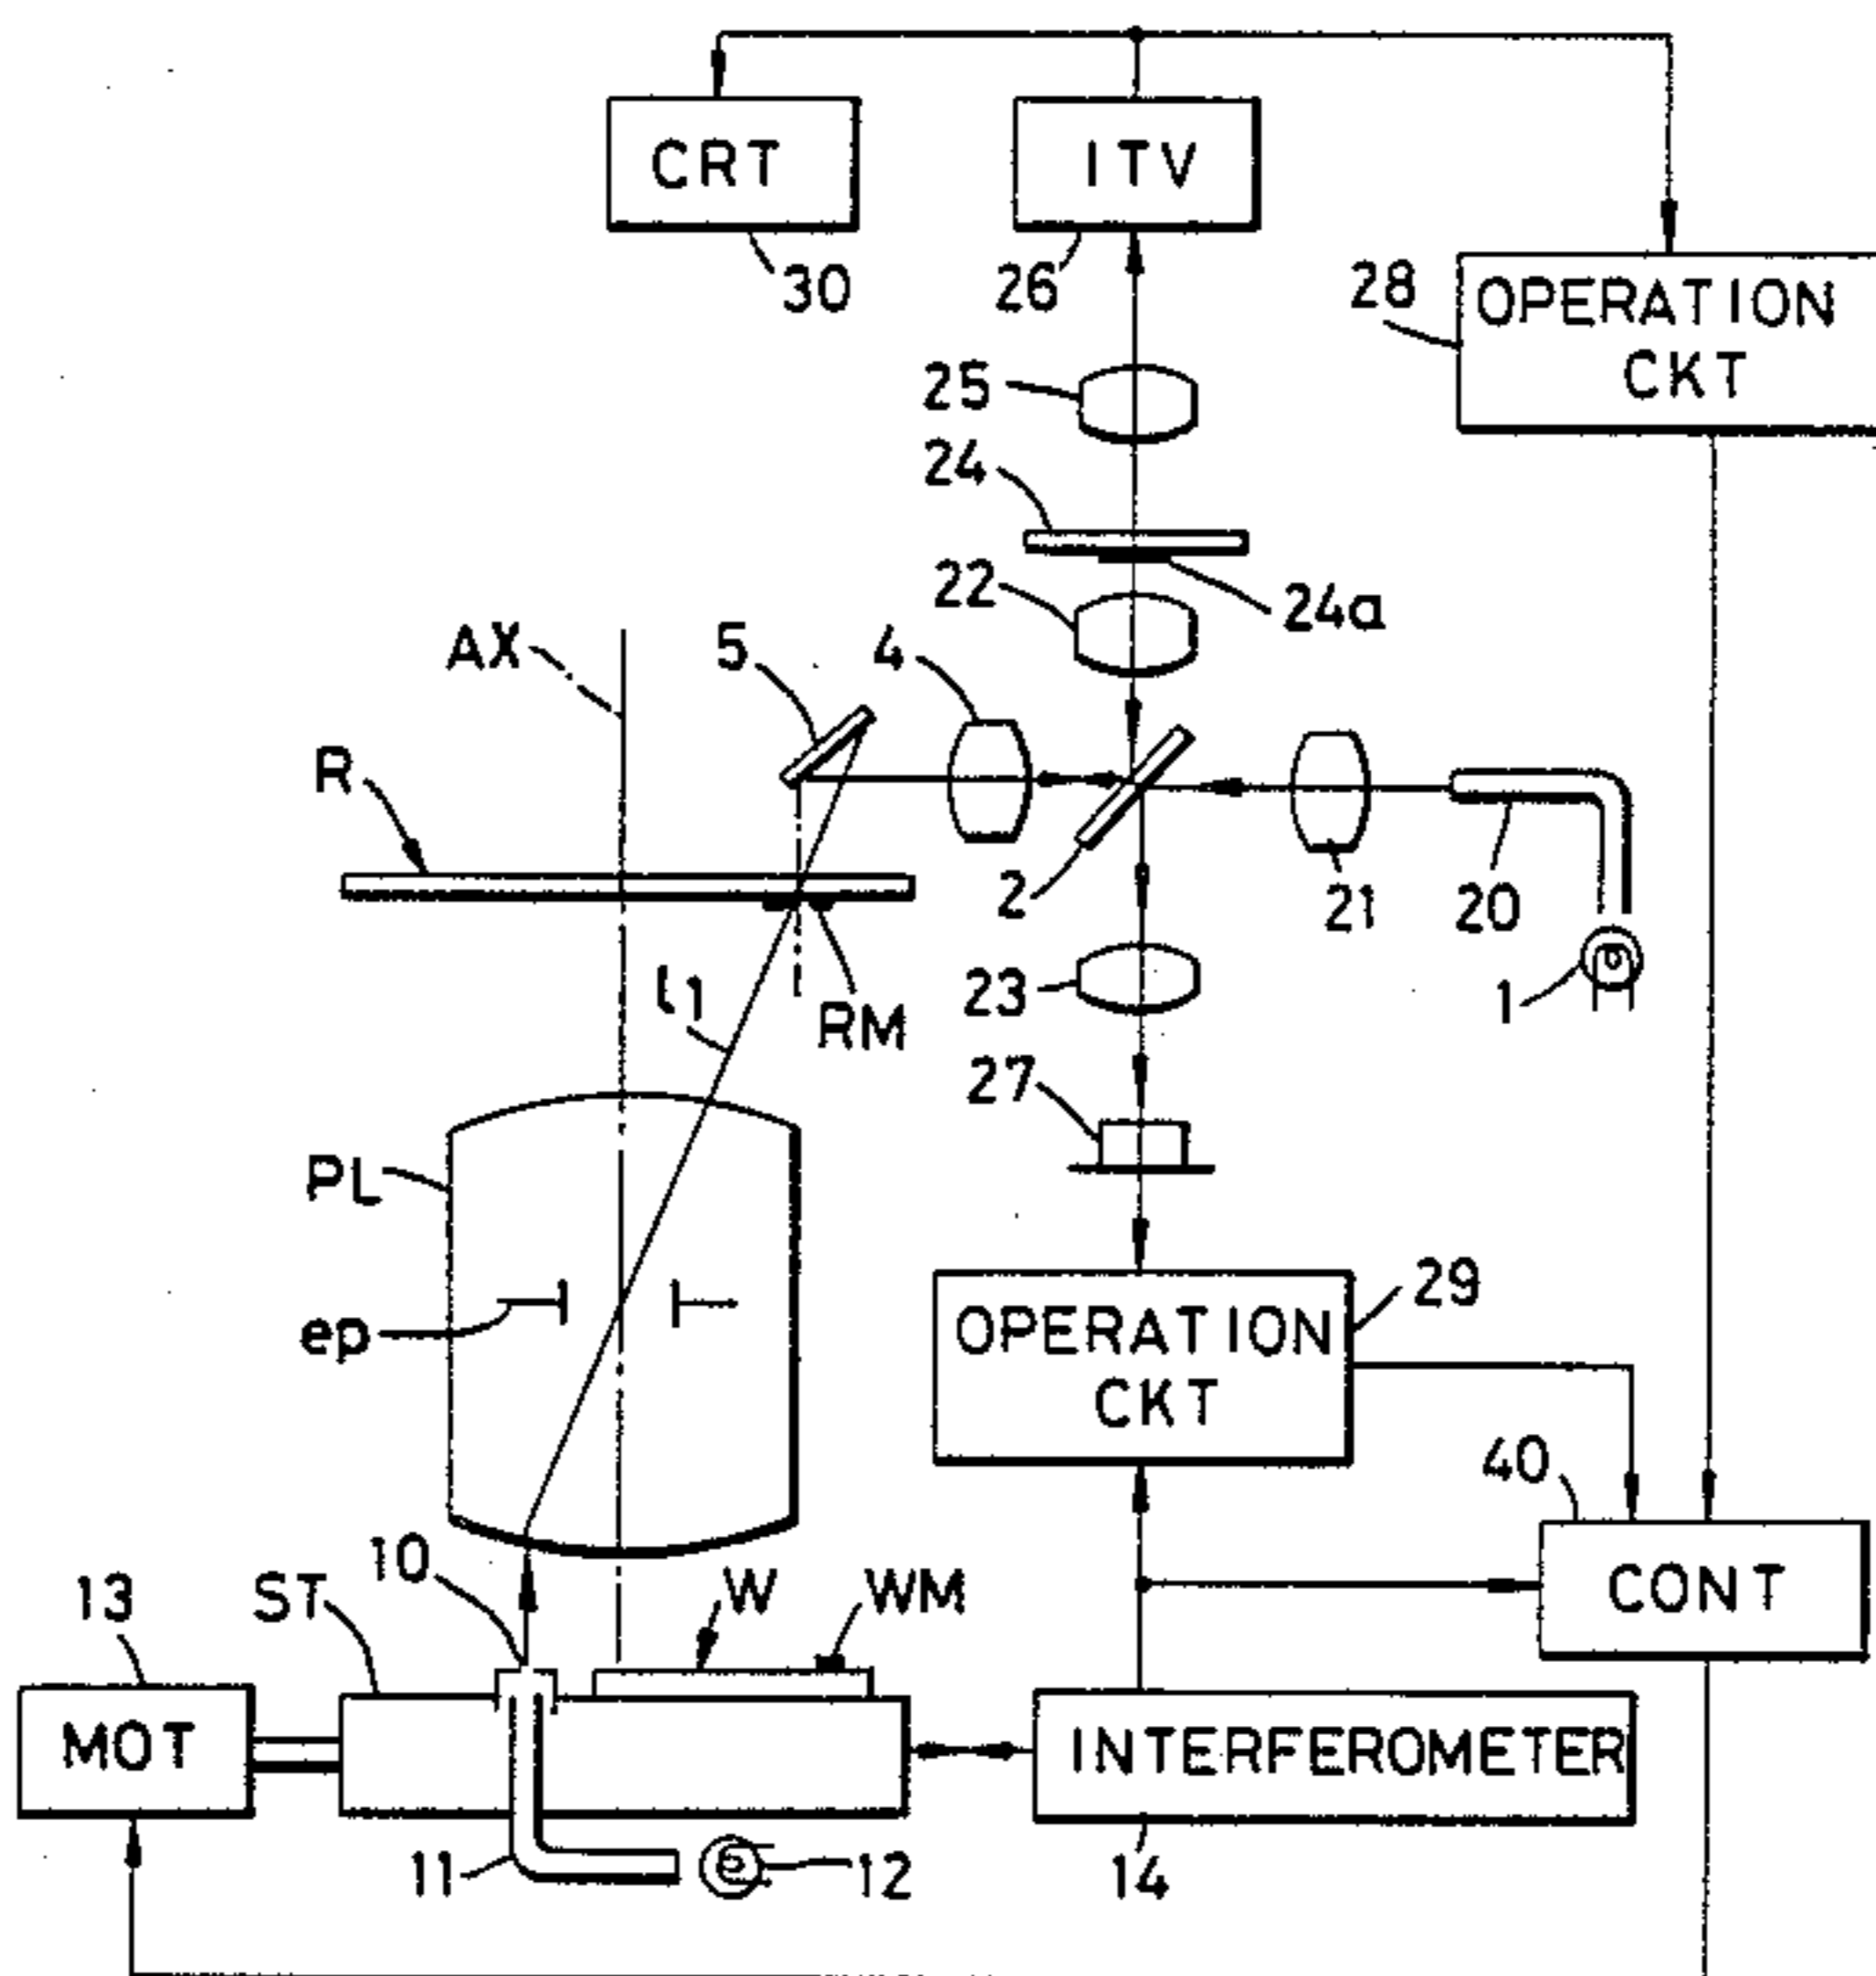 CRT
ITV
30
26
28
OPERATION
CKT
25
24
22
24a
AX
5
4
R
2
21
20
l1
RM
23
1
27
PL
ep
29
OPERATION
CKT
40
10
W
WM
CONT
13
ST
MOT
INTERFEROMETER
11
12
14